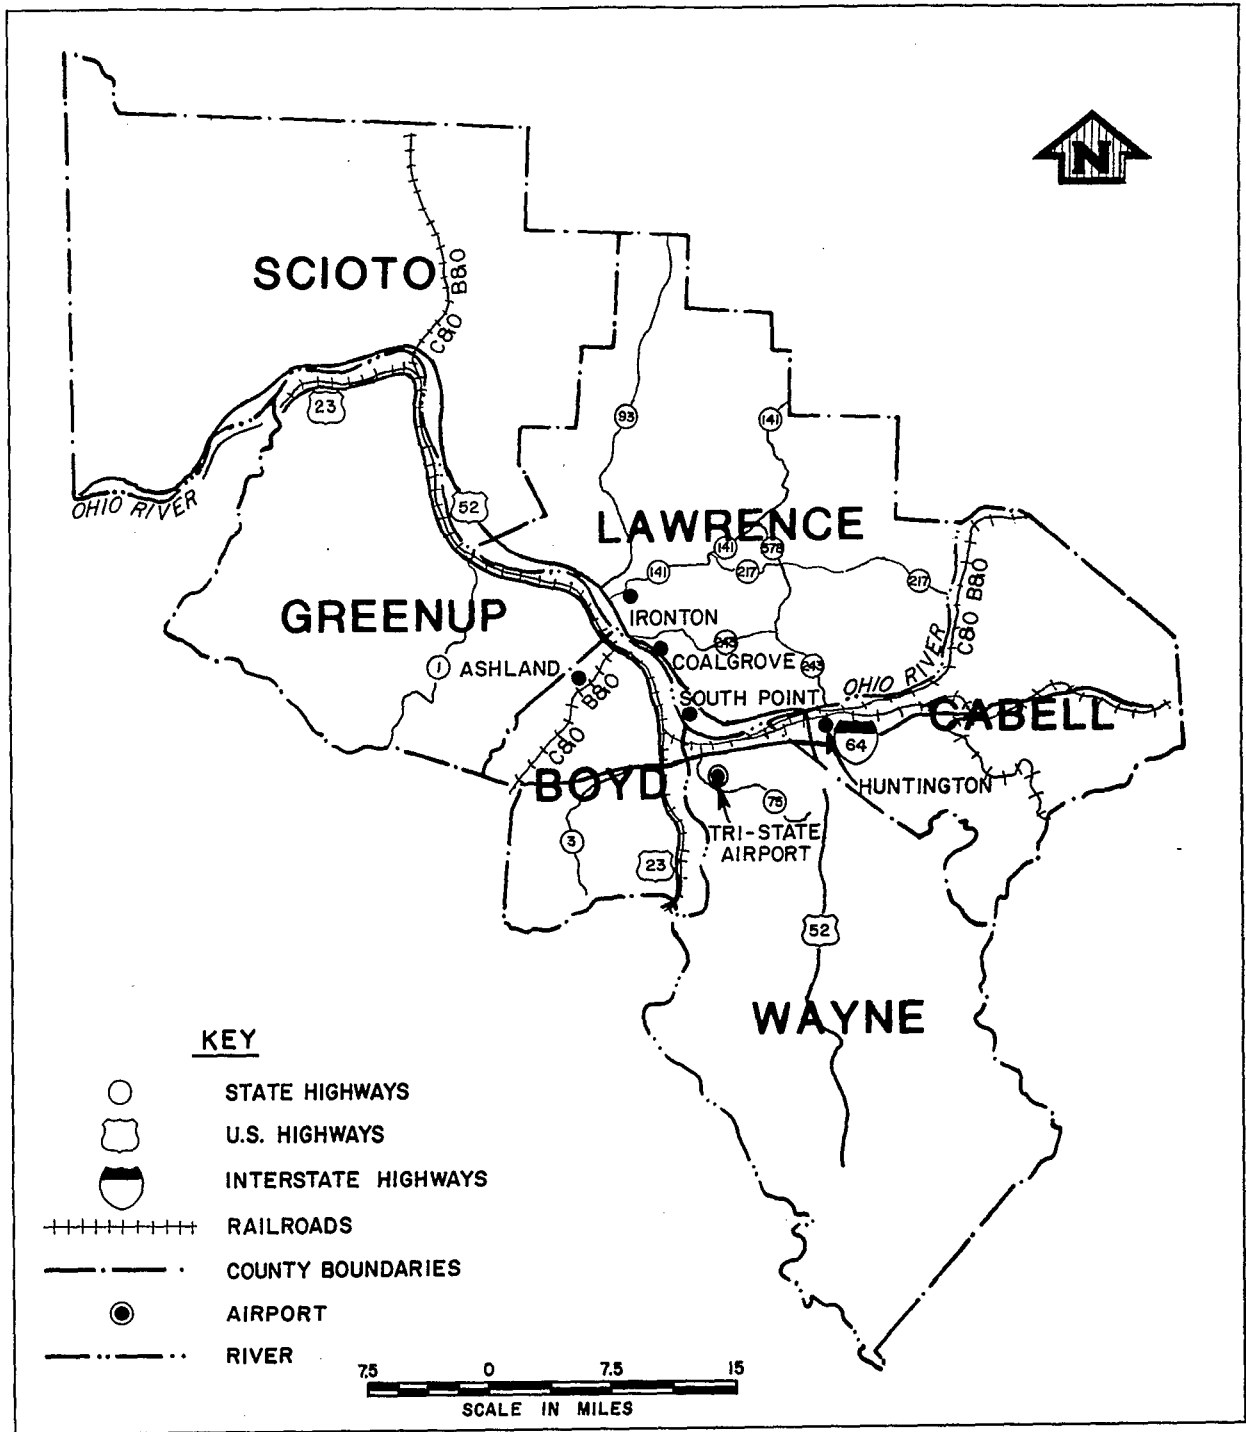 N
SCIOTO
B&O
C&O
23
93
141
OHIO RIVER
52
LAWRENCE
141
578
141
217
217
B&O
C&O
GREENUP
IRONTON
243
1
ASHLAND
COALGROVE
243
OHIO RIVER
B&O
SOUTH POINT
CABELL
C&O
64
BOYD
HUNTINGTON
75
TRI-STATE
AIRPORT
3
23
52
WAYNE
KEY
STATE HIGHWAYS
U.S. HIGHWAYS
INTERSTATE HIGHWAYS
RAILROADS
COUNTY BOUNDARIES
AIRPORT
RIVER
7.5 0 7.5 15
SCALE IN MILES